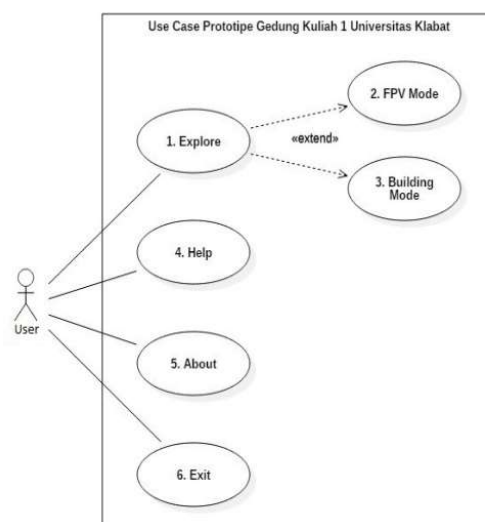 Use Case Prototipe Gedung Kuliah 1 Universitas Klabat
2. FPV Mode
1. Explore
«extend»
3. Building
Mode
4. Help
User
5. About
6. Exit